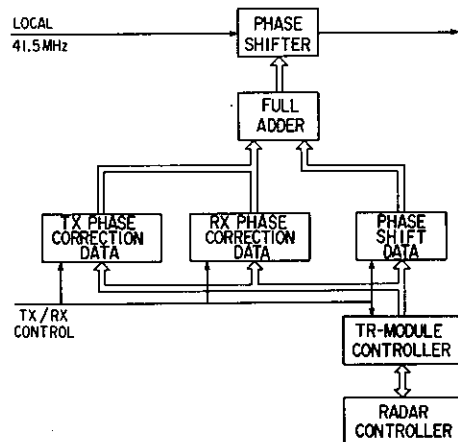 LOCAL
41.5MHz
PHASE
SHIFTER
FULL
ADDER
TX PHASE
CORRECTION
DATA
RX PHASE
CORRECTION
DATA
PHASE
SHIFT
DATA
TX/RX
CONTROL
TR-MODULE
CONTROLLER
RADAR
CONTROLLER